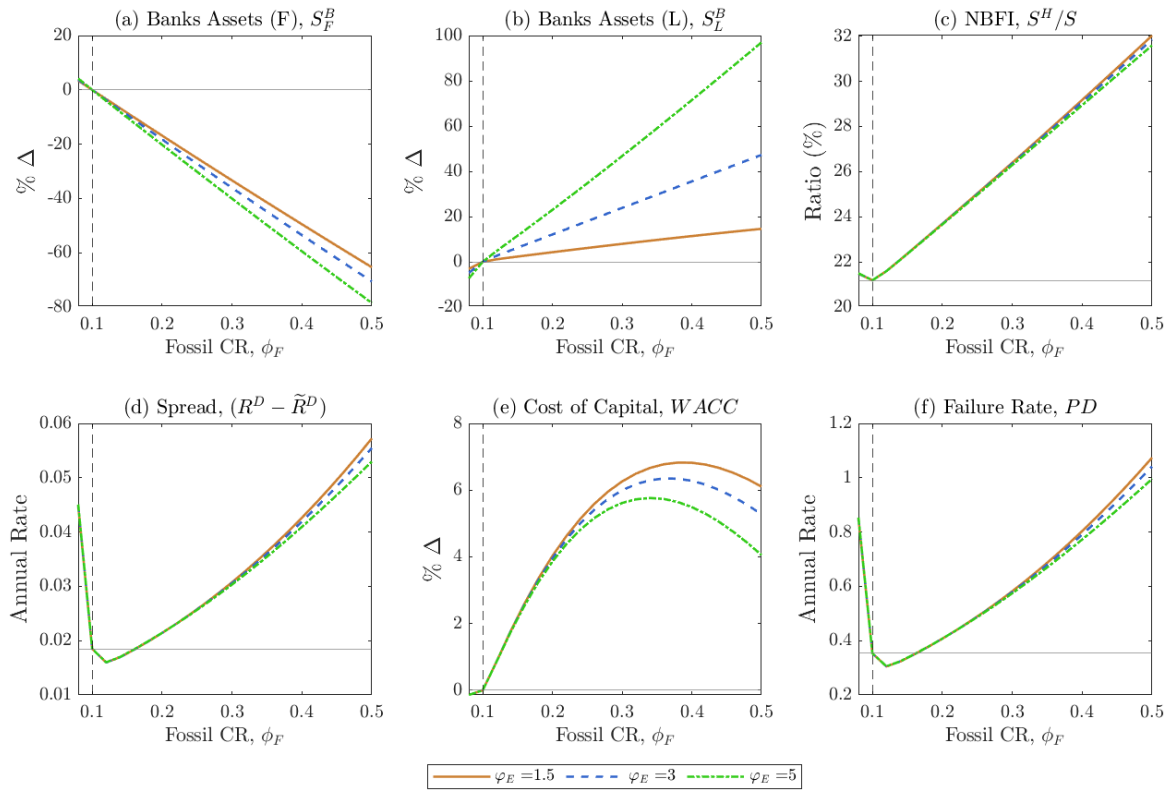 (a) Banks Assets (F), $S_F^B$
(b) Banks Assets (L), $S_L^B$
(c) NBFI, $S^H/S$
20
0
-20
-40
-60
-80
% Δ
0.1 0.2 0.3 0.4 0.5
Fossil CR, $\phi_F$
100
80
60
40
20
0
-20
% Δ
0.1 0.2 0.3 0.4 0.5
Fossil CR, $\phi_F$
32
30
28
26
24
22
20
Ratio (%)
0.1 0.2 0.3 0.4 0.5
Fossil CR, $\phi_F$
(d) Spread, $(R^D - \widetilde{R}^D)$
(e) Cost of Capital, $WACC$
(f) Failure Rate, $PD$
0.06
0.05
0.04
0.03
0.02
0.01
Annual Rate
0.1 0.2 0.3 0.4 0.5
Fossil CR, $\phi_F$
8
6
4
2
0
% Δ
0.1 0.2 0.3 0.4 0.5
Fossil CR, $\phi_F$
1.2
1
0.8
0.6
0.4
0.2
Annual Rate
0.1 0.2 0.3 0.4 0.5
Fossil CR, $\phi_F$
$\varphi_E$ =1.5 $\varphi_E$ =3 $\varphi_E$ =5